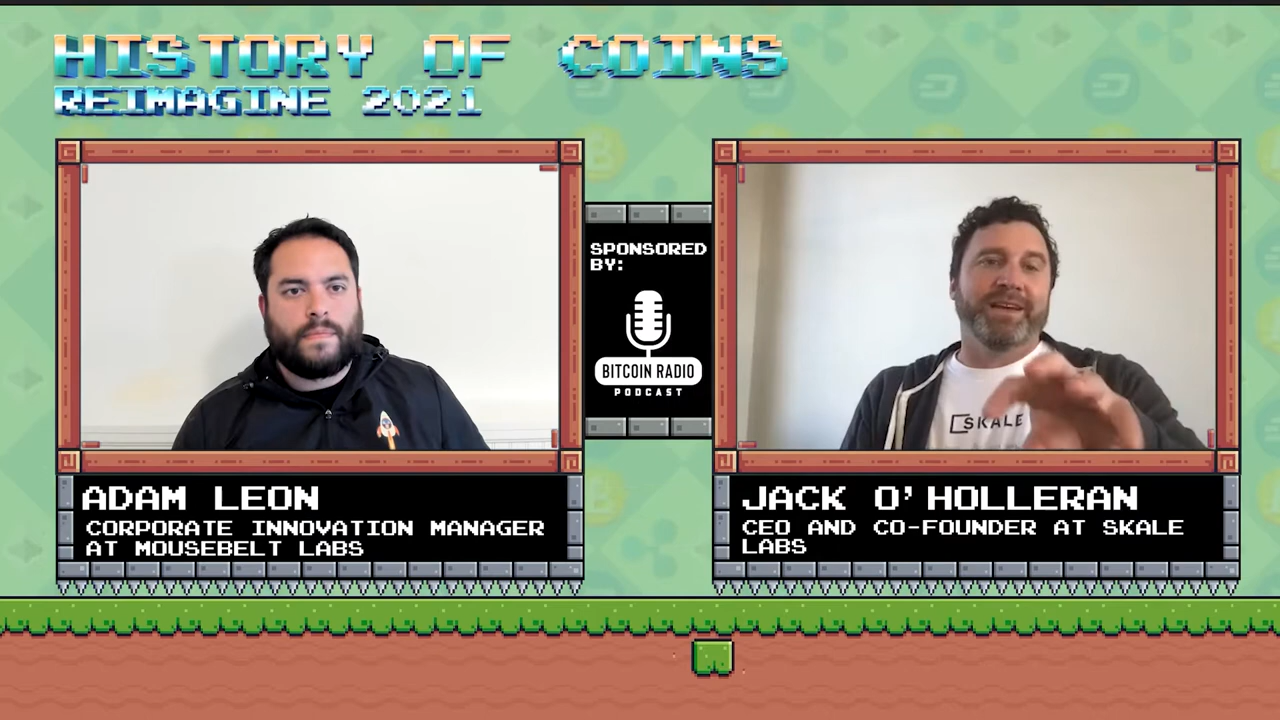 HISTORY OF COINS
REIMAGINE 2021
SPONSORED
BY:
BITCOIN RADIO
PODCAST
SKALE
ADAM LEON
CORPORATE INNOVATION MANAGER
AT MOUSEBELT LABS
JACK O'HOLLERAN
CEO AND CO-FOUNDER AT SKALE
LABS